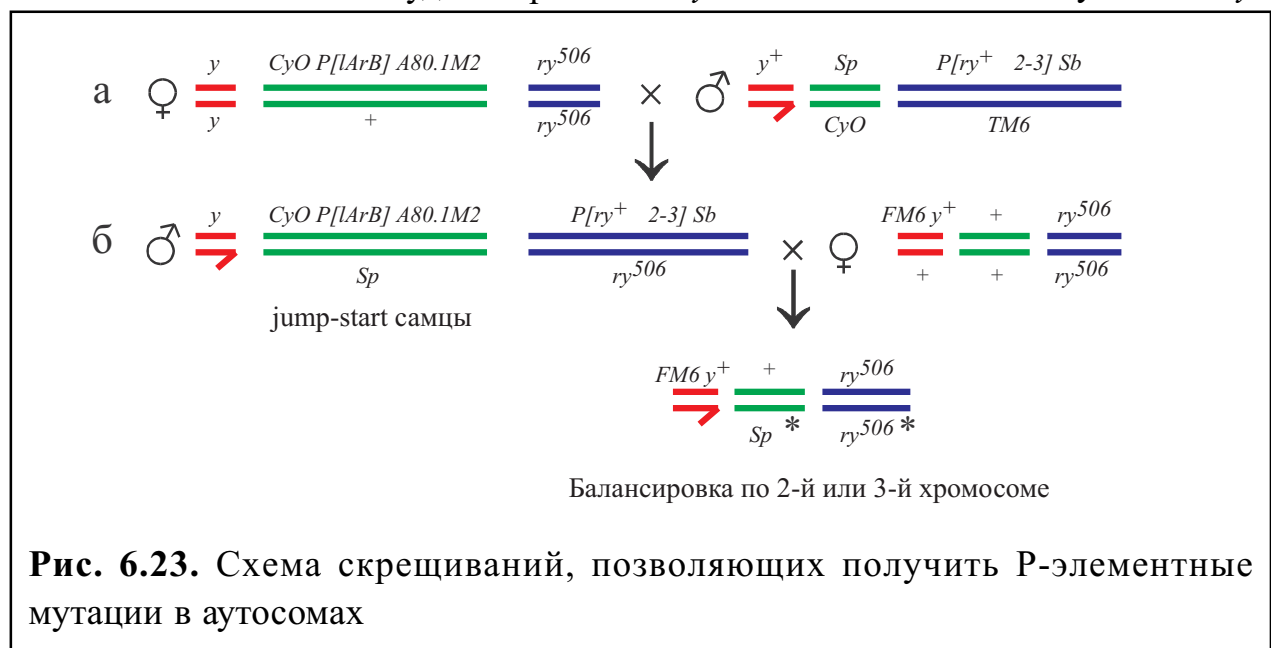 y CyO P[lArB] A80.1M2 ry506 y+ Sp P[ry+ 2-3] Sb
а ♀ × ♂
y + ry506 CyO TM6
y CyO P[lArB] A80.1M2 P[ry+ 2-3] Sb FM6 y+ + ry506
б ♂ × ♀
Sp ry506 + + ry506
jump-start самцы
FM6 y+ + ry506
Sp * ry506 *
Балансировка по 2-й или 3-й хромосоме
Рис. 6.23. Схема скрещиваний, позволяющих получить Р-элементные
мутации в аутосомах